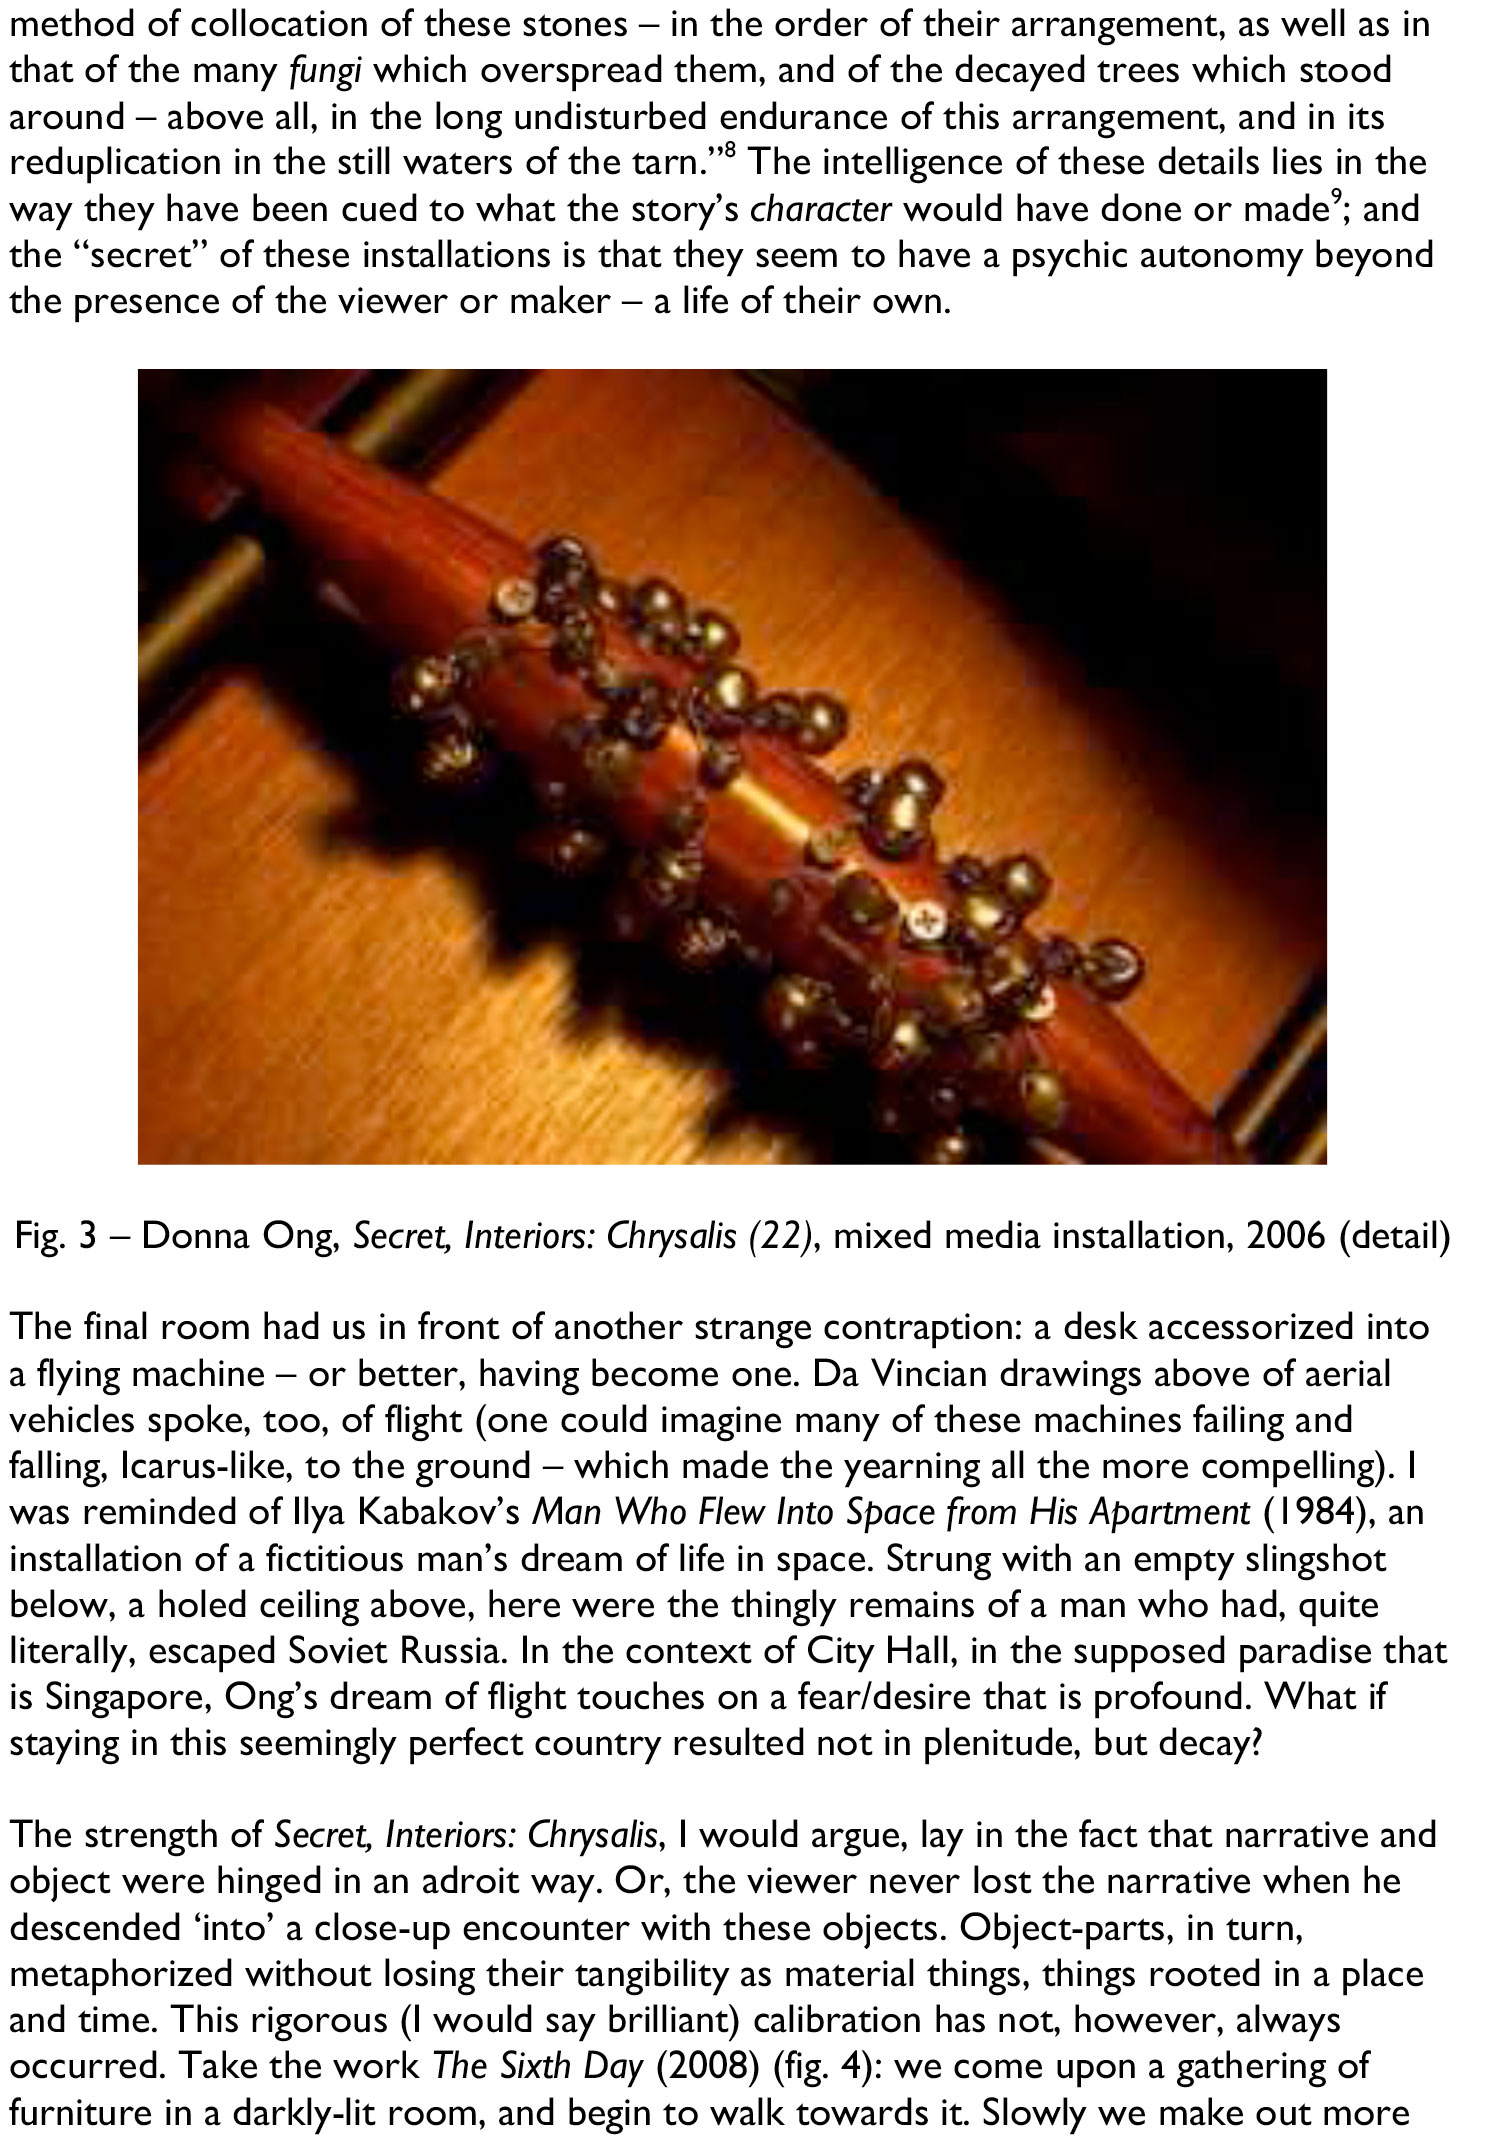 method of collocation of these stones – in the order of their arrangement, as well as in
that of the many fungi which overspread them, and of the decayed trees which stood
around – above all, in the long undisturbed endurance of this arrangement, and in its
reduplication in the still waters of the tarn.”⁸ The intelligence of these details lies in the
way they have been cued to what the story’s character would have done or made⁹; and
the “secret” of these installations is that they seem to have a psychic autonomy beyond
the presence of the viewer or maker – a life of their own.
Fig. 3 – Donna Ong, Secret, Interiors: Chrysalis (22), mixed media installation, 2006 (detail)
The final room had us in front of another strange contraption: a desk accessorized into
a flying machine – or better, having become one. Da Vincian drawings above of aerial
vehicles spoke, too, of flight (one could imagine many of these machines failing and
falling, Icarus-like, to the ground – which made the yearning all the more compelling). I
was reminded of Ilya Kabakov’s Man Who Flew Into Space from His Apartment (1984), an
installation of a fictitious man’s dream of life in space. Strung with an empty slingshot
below, a holed ceiling above, here were the thingly remains of a man who had, quite
literally, escaped Soviet Russia. In the context of City Hall, in the supposed paradise that
is Singapore, Ong’s dream of flight touches on a fear/desire that is profound. What if
staying in this seemingly perfect country resulted not in plenitude, but decay?
The strength of Secret, Interiors: Chrysalis, I would argue, lay in the fact that narrative and
object were hinged in an adroit way. Or, the viewer never lost the narrative when he
descended ‘into’ a close-up encounter with these objects. Object-parts, in turn,
metaphorized without losing their tangibility as material things, things rooted in a place
and time. This rigorous (I would say brilliant) calibration has not, however, always
occurred. Take the work The Sixth Day (2008) (fig. 4): we come upon a gathering of
furniture in a darkly-lit room, and begin to walk towards it. Slowly we make out more